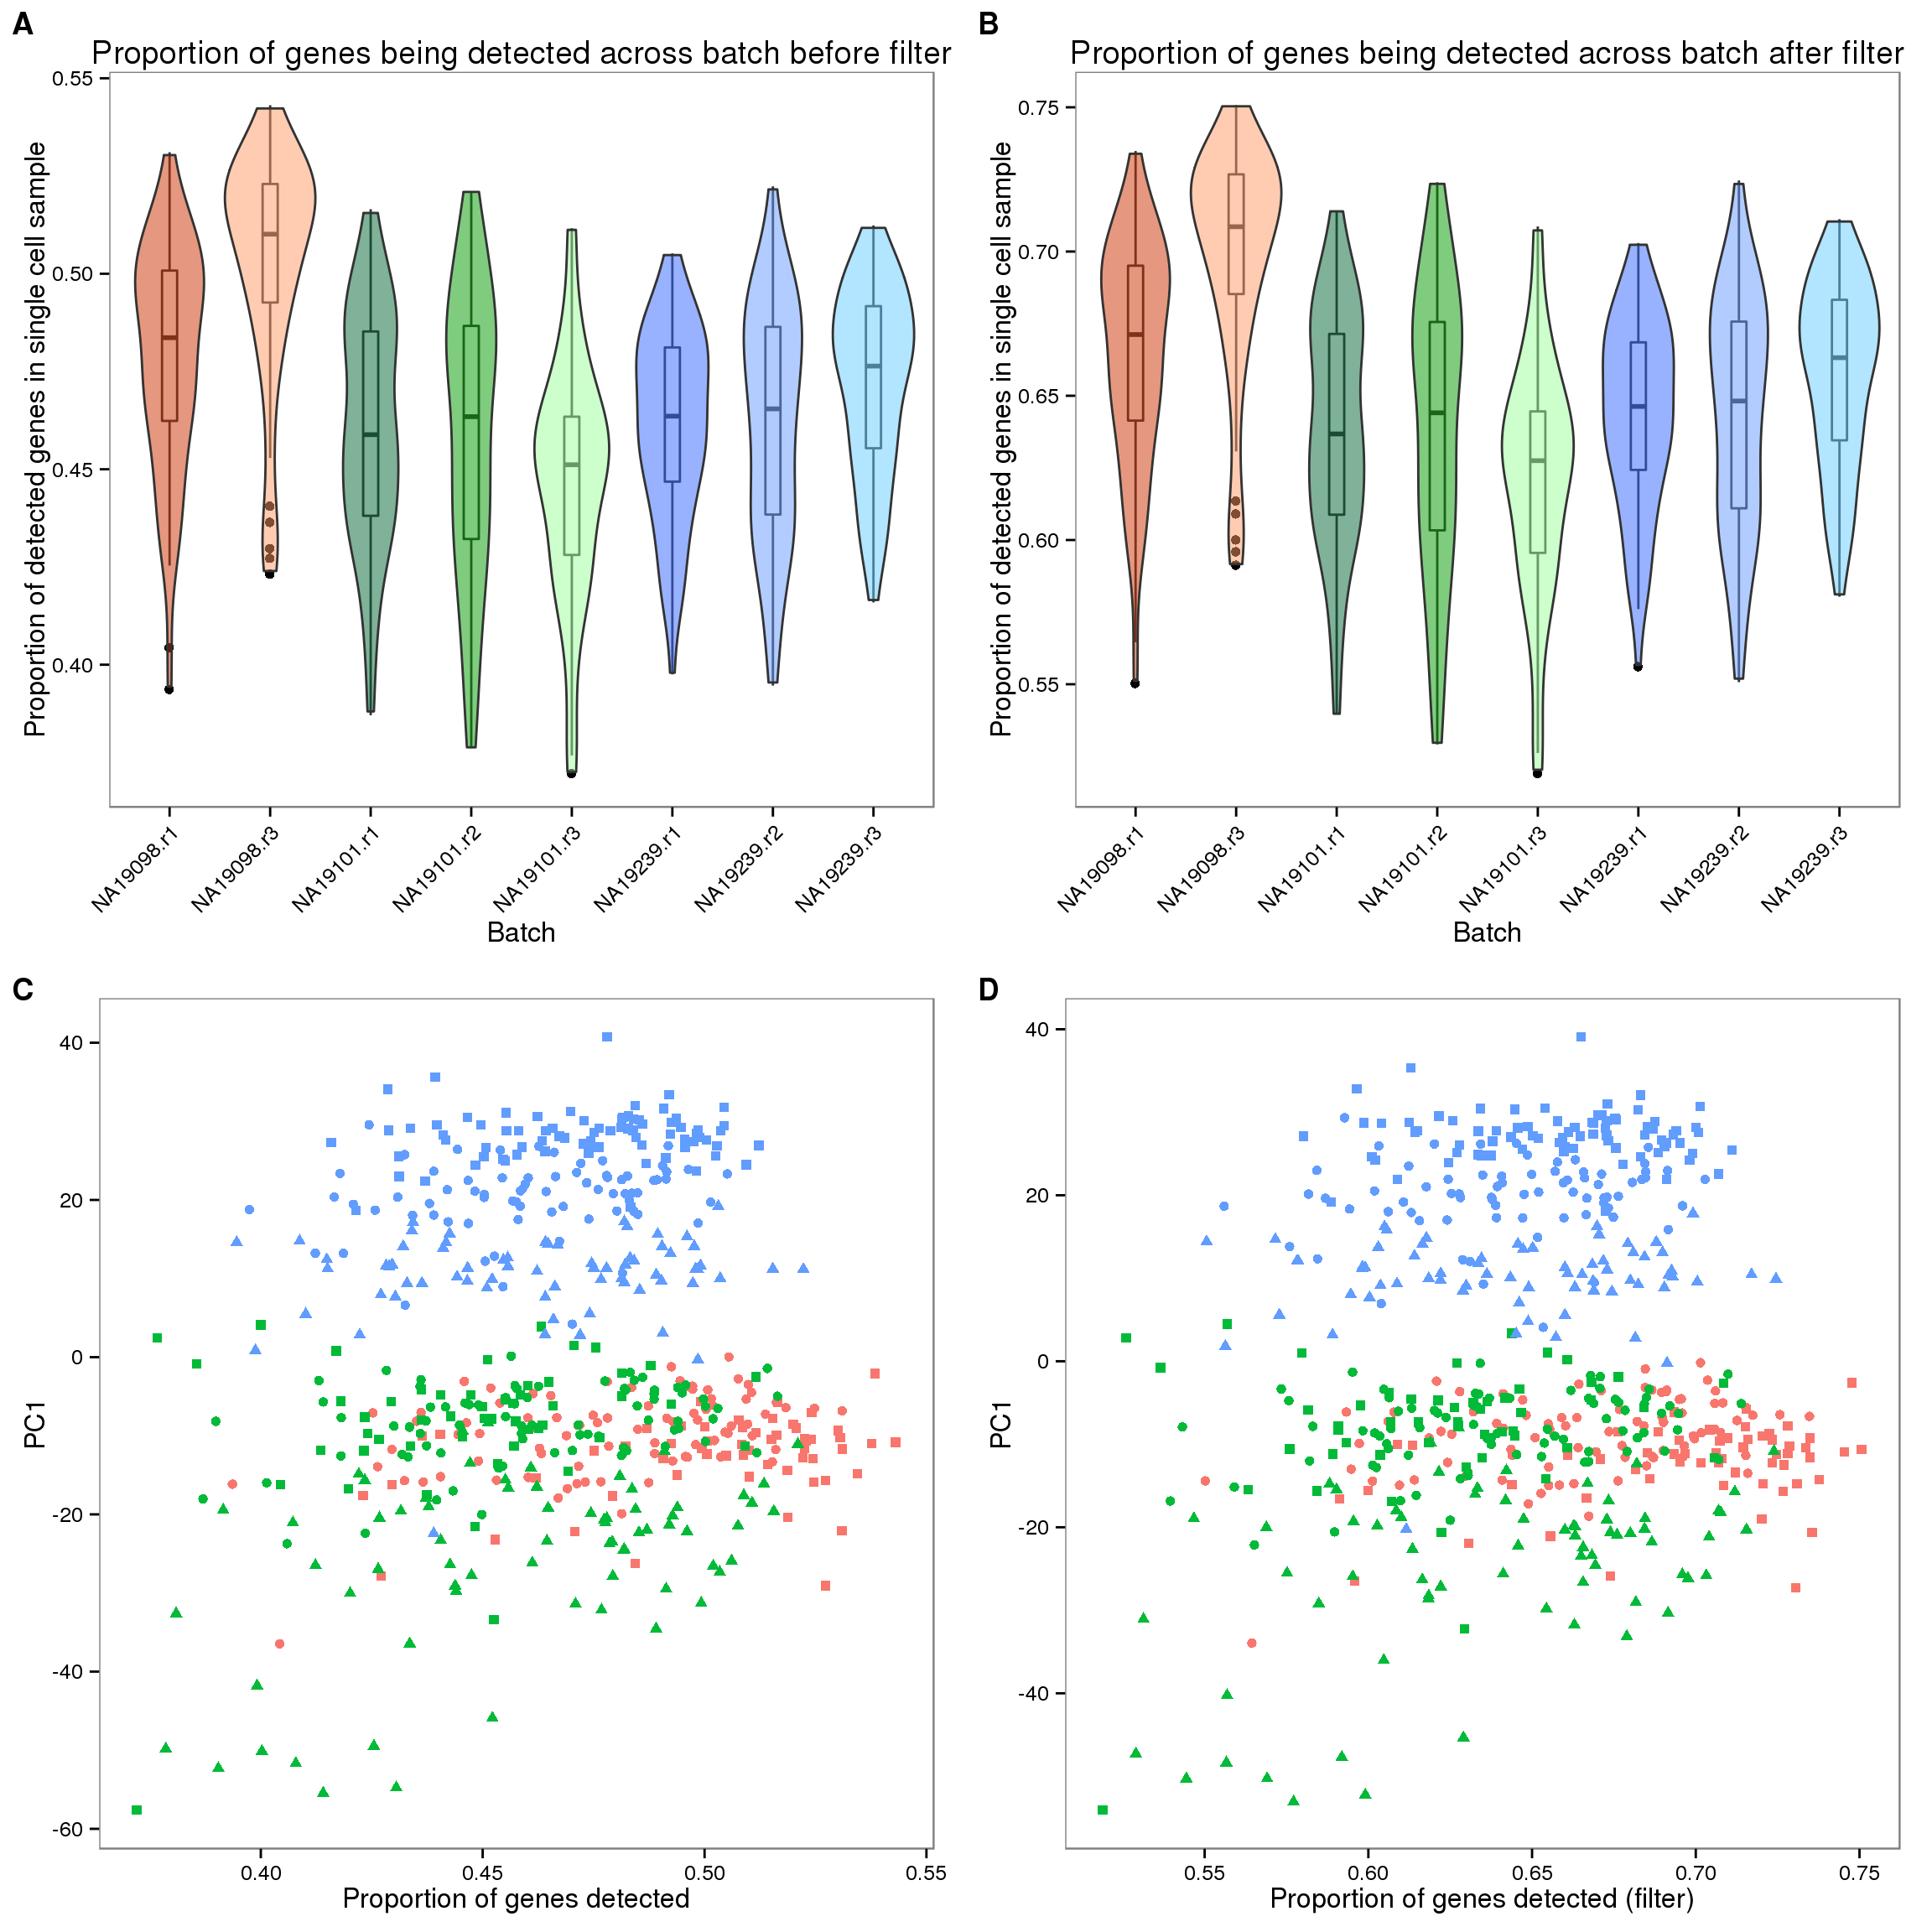 A
Proportion of genes being detected across batch before filter
Proportion of detected genes in single cell sample
0.55
0.50
0.45
0.40
NA19098.r1
NA19098.r3
NA19101.r1
NA19101.r2
NA19101.r3
NA19239.r1
NA19239.r2
NA19239.r3
Batch
B
Proportion of genes being detected across batch after filter
Proportion of detected genes in single cell sample
0.75
0.70
0.65
0.60
0.55
NA19098.r1
NA19098.r3
NA19101.r1
NA19101.r2
NA19101.r3
NA19239.r1
NA19239.r2
NA19239.r3
Batch
C
PC1
40
20
0
-20
-40
-60
0.40
0.45
0.50
0.55
Proportion of genes detected
D
PC1
40
20
0
-20
-40
0.55
0.60
0.65
0.70
0.75
Proportion of genes detected (filter)